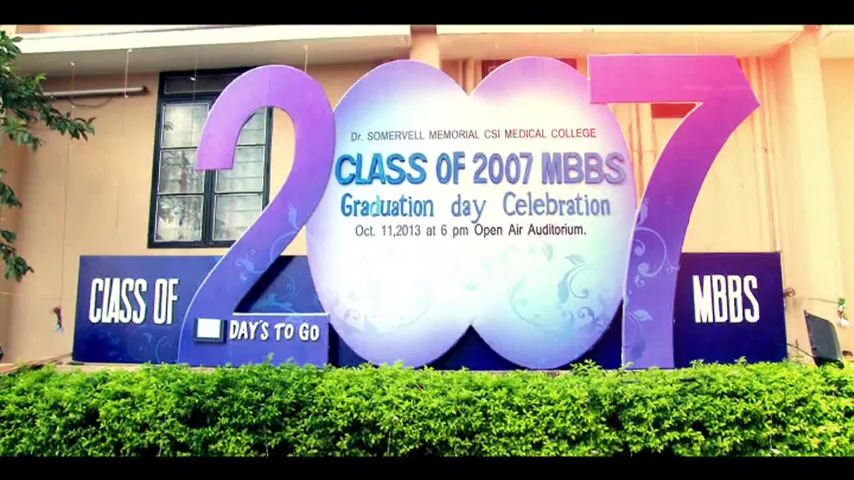 2007
Dr. SOMERVELL MEMORIAL CSI MEDICAL COLLEGE
CLASS OF 2007 MBBS
Graduation day Celebration
Oct. 11,2013 at 6 pm Open Air Auditorium.
CLASS OF
MBBS
DAY'S TO GO